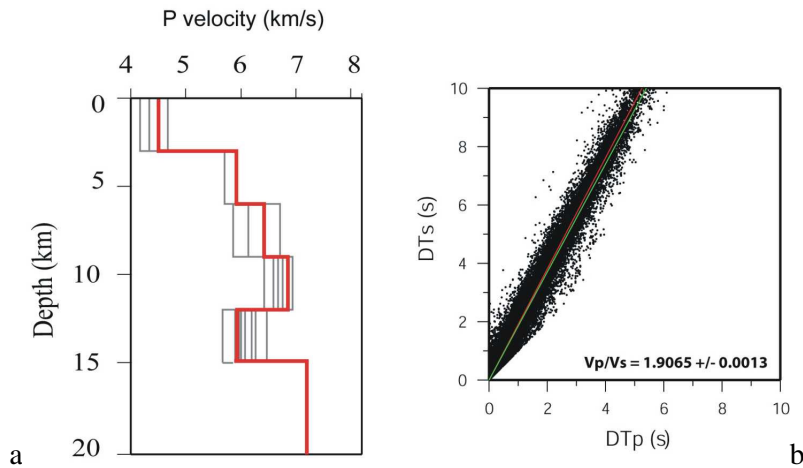 P velocity (km/s)
4 5 6 7 8
0
5
10
15
20
Depth (km)
a
10
8
6
4
2
0
DTs (s)
Vp/Vs = 1.9065 +/- 0.0013
0 2 4 6 8 10
DTp (s)
b